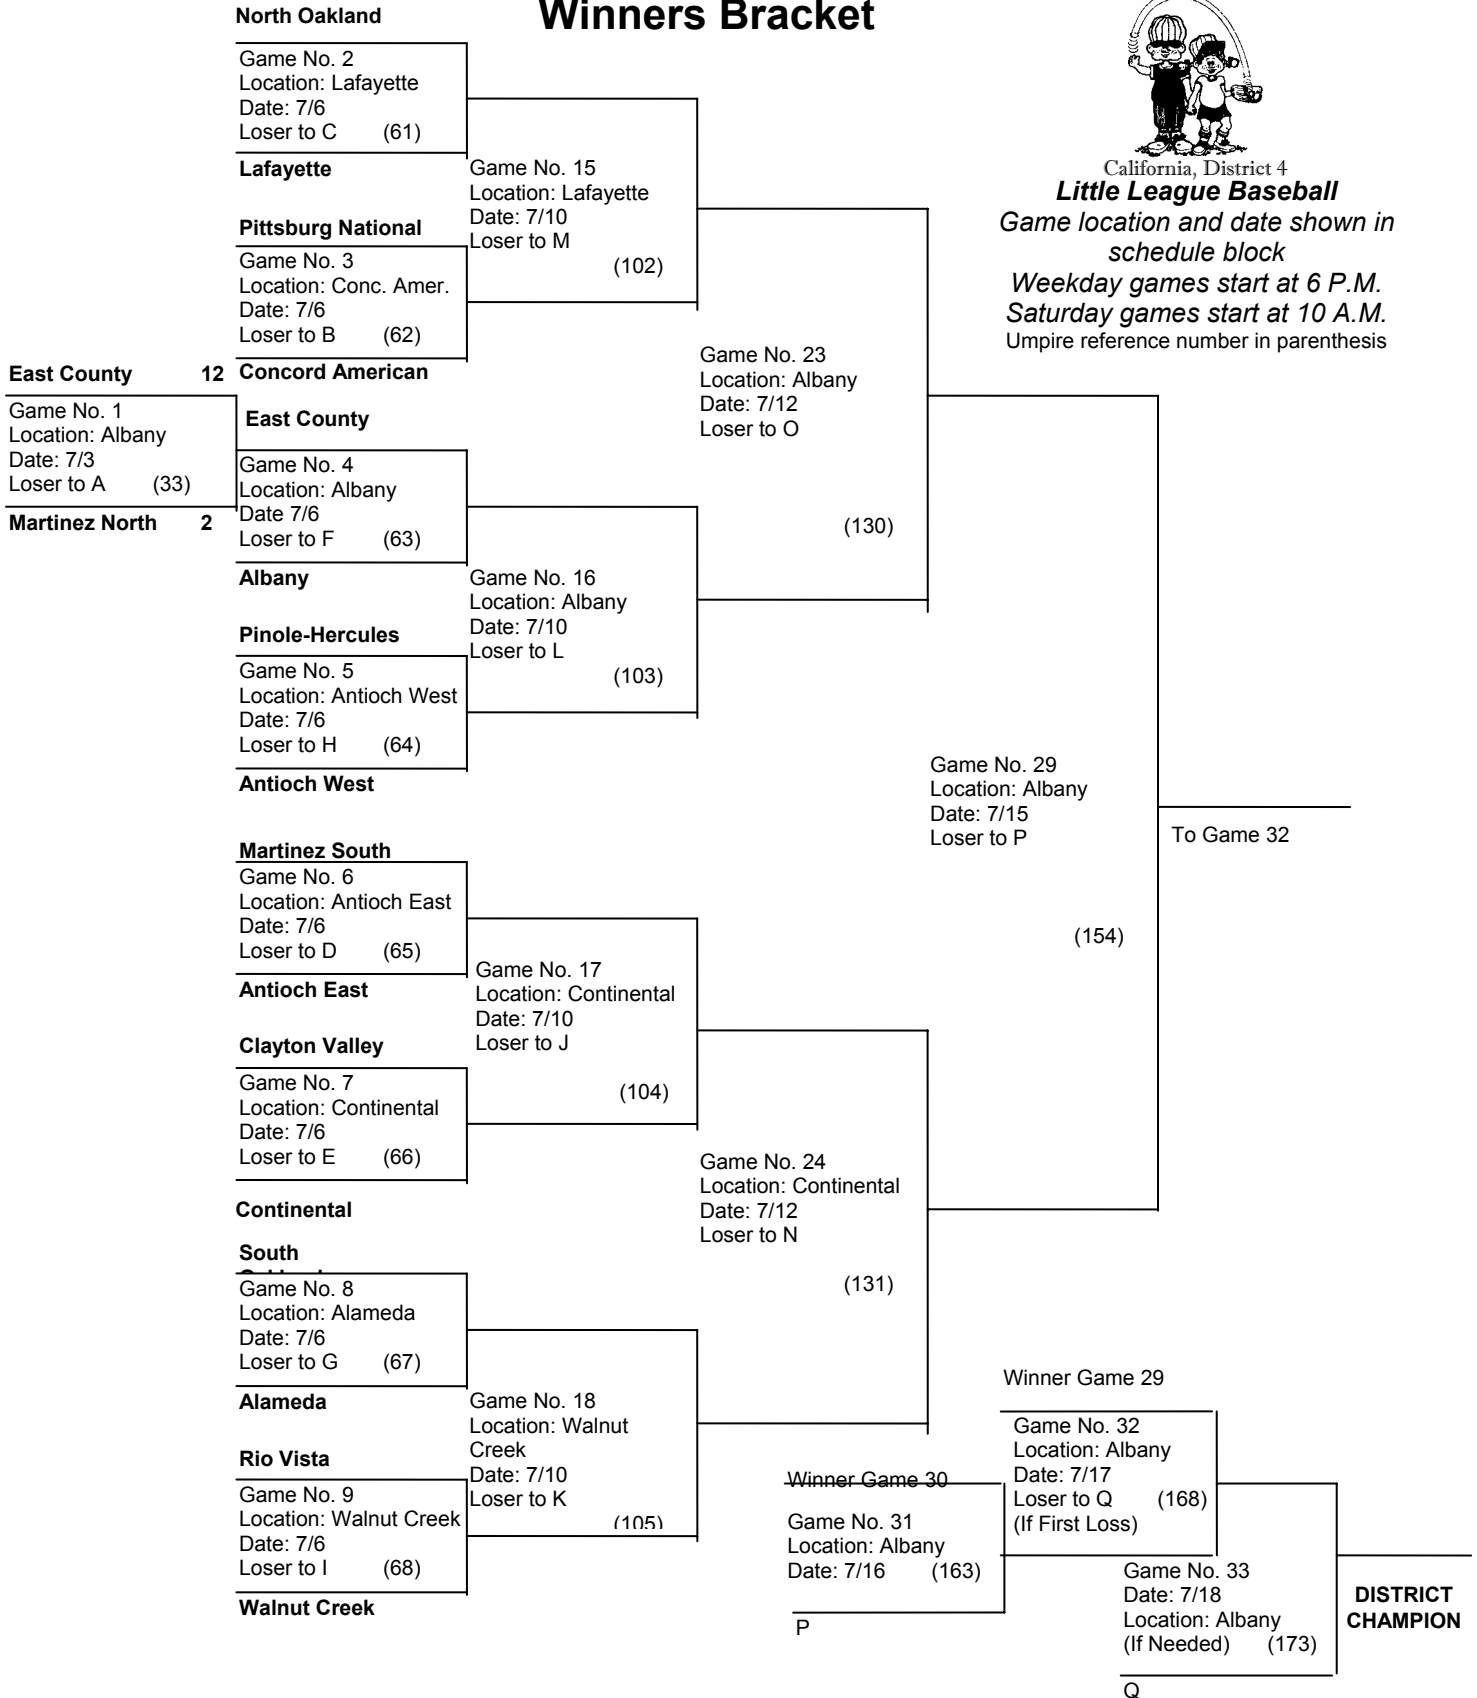 Winners Bracket
North Oakland
Game No. 2
Location: Lafayette
Date: 7/6
Loser to C (61)
Lafayette
Pittsburg National
Game No. 3
Location: Conc. Amer.
Date: 7/6
Loser to B (62)
Concord American
East County 12
Game No. 1
Location: Albany
Date: 7/3
Loser to A (33)
Martinez North 2
East County
Game No. 4
Location: Albany
Date 7/6
Loser to F (63)
Albany
Pinole-Hercules
Game No. 5
Location: Antioch West
Date: 7/6
Loser to H (64)
Antioch West
Martinez South
Game No. 6
Location: Antioch East
Date: 7/6
Loser to D (65)
Antioch East
Clayton Valley
Game No. 7
Location: Continental
Date: 7/6
Loser to E (66)
Continental
South
Game No. 8
Location: Alameda
Date: 7/6
Loser to G (67)
Alameda
Rio Vista
Game No. 9
Location: Walnut Creek
Date: 7/6
Loser to I (68)
Walnut Creek
Game No. 15
Location: Lafayette
Date: 7/10
Loser to M
(102)
Game No. 16
Location: Albany
Date: 7/10
Loser to L
(103)
Game No. 17
Location: Continental
Date: 7/10
Loser to J
(104)
Game No. 18
Location: Walnut
Creek
Date: 7/10
Loser to K
(105)
Game No. 23
Location: Albany
Date: 7/12
Loser to O
(130)
Game No. 24
Location: Continental
Date: 7/12
Loser to N
(131)
California, District 4
Little League Baseball
Game location and date shown in
schedule block
Weekday games start at 6 P.M.
Saturday games start at 10 A.M.
Umpire reference number in parenthesis
Game No. 29
Location: Albany
Date: 7/15
Loser to P
(154)
To Game 32
Winner Game 29
Game No. 32
Location: Albany
Date: 7/17
Loser to Q (168)
(If First Loss)
Winner Game 30
Game No. 31
Location: Albany
Date: 7/16 (163)
P
Game No. 33
Date: 7/18
Location: Albany
(If Needed) (173)
Q
DISTRICT
CHAMPION